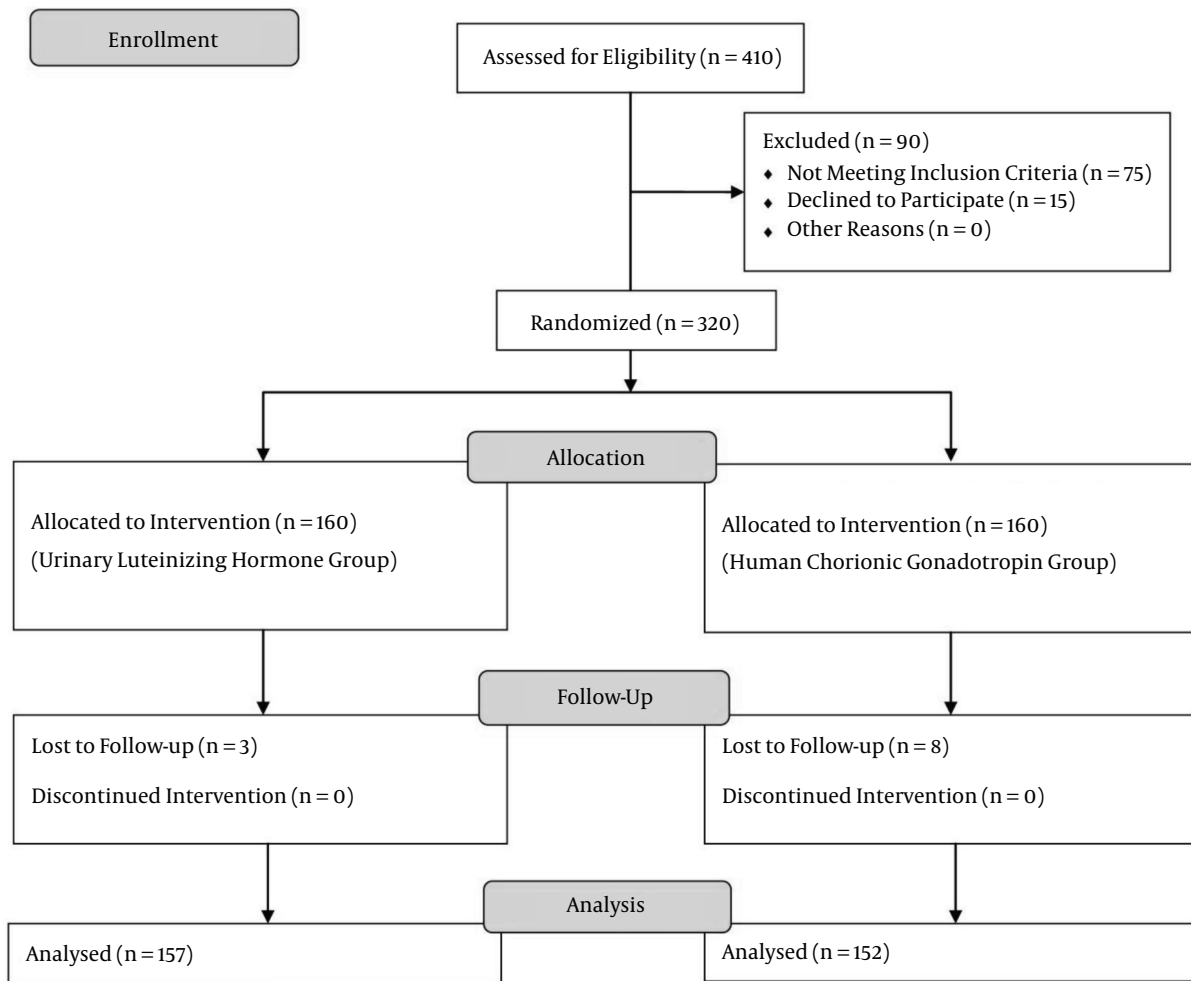 Enrollment
Assessed for Eligibility (n = 410)
Excluded (n = 90)
♦ Not Meeting Inclusion Criteria (n = 75)
♦ Declined to Participate (n = 15)
♦ Other Reasons (n = 0)
Randomized (n = 320)
Allocation
Allocated to Intervention (n = 160)
(Urinary Luteinizing Hormone Group)
Allocated to Intervention (n = 160)
(Human Chorionic Gonadotropin Group)
Follow-Up
Lost to Follow-up (n = 3)
Discontinued Intervention (n = 0)
Lost to Follow-up (n = 8)
Discontinued Intervention (n = 0)
Analysis
Analysed (n = 157)
Analysed (n = 152)